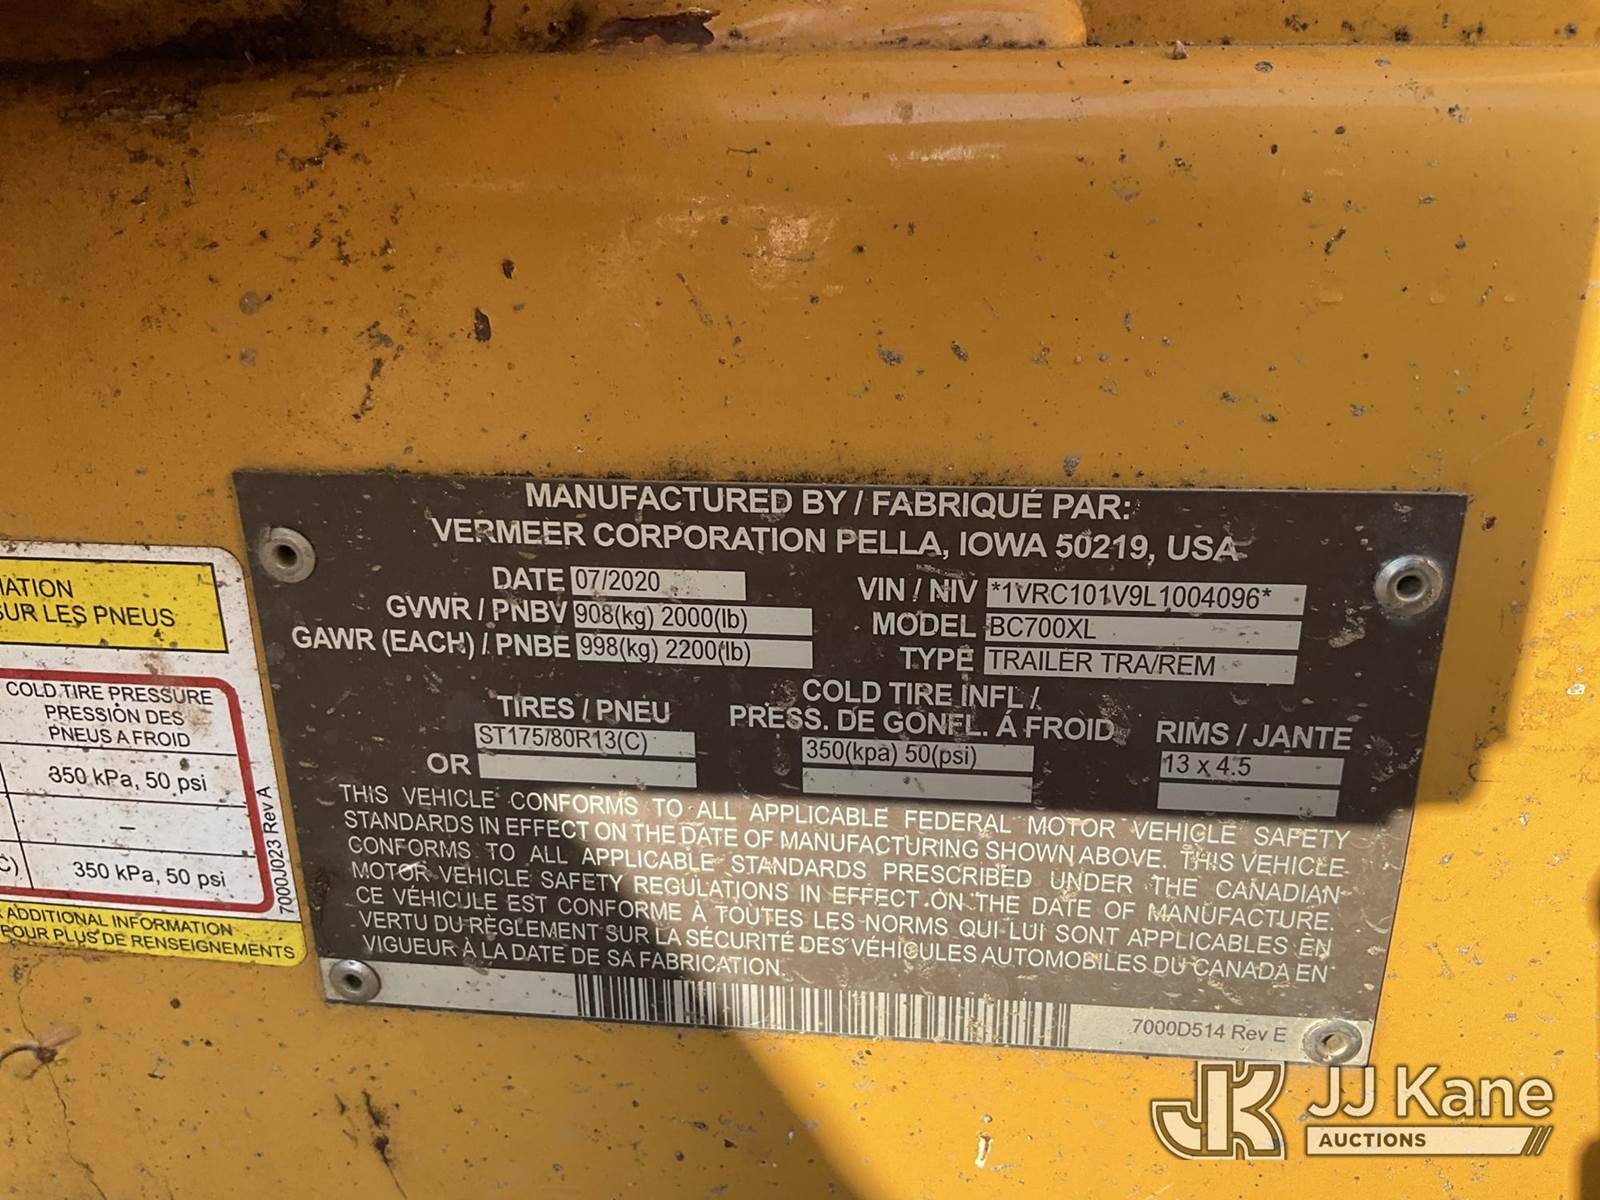 MATION
SUR LES PNEUS
COLD TIRE PRESSURE
PRESSION DES
PNEUS A FROID
350 kPa, 50 psi
–
C)
350 kPa, 50 psi
ADDITIONAL INFORMATION
POUR PLUS DE RENSEIGNEMENTS
7000J023 Rev A
MANUFACTURED BY / FABRIQUÉ PAR:
VERMEER CORPORATION PELLA, IOWA 50219, USA
DATE 07/2020
GVWR / PNBV 908(kg) 2000(lb)
GAWR (EACH) / PNBE 998(kg) 2200(lb)
VIN / NIV *1VRC101V9L1004096*
MODEL BC700XL
TYPE TRAILER TRA/REM
TIRES / PNEU
ST175/80R13(C)
OR
COLD TIRE INFL /
PRESS. DE GONFL. Á FROID
350(kpa) 50(psi)
RIMS / JANTE
13 x 4.5
THIS VEHICLE CONFORMS TO ALL APPLICABLE FEDERAL MOTOR VEHICLE SAFETY
STANDARDS IN EFFECT ON THE DATE OF MANUFACTURING SHOWN ABOVE. THIS VEHICLE
CONFORMS TO ALL APPLICABLE STANDARDS PRESCRIBED UNDER THE CANADIAN
MOTOR VEHICLE SAFETY REGULATIONS IN EFFECT ON THE DATE OF MANUFACTURE.
CE VÉHICULE EST CONFORME À TOUTES LES NORMS QUI LUI SONT APPLICABLES EN
VERTU DU RÈGLEMENT SUR LA SÉCURITÉ DES VÉHICULES AUTOMOBILES DU CANADA EN
VIGUEUR À LA DATE DE SA FABRICATION.
7000D514 Rev E
JK JJ Kane
AUCTIONS